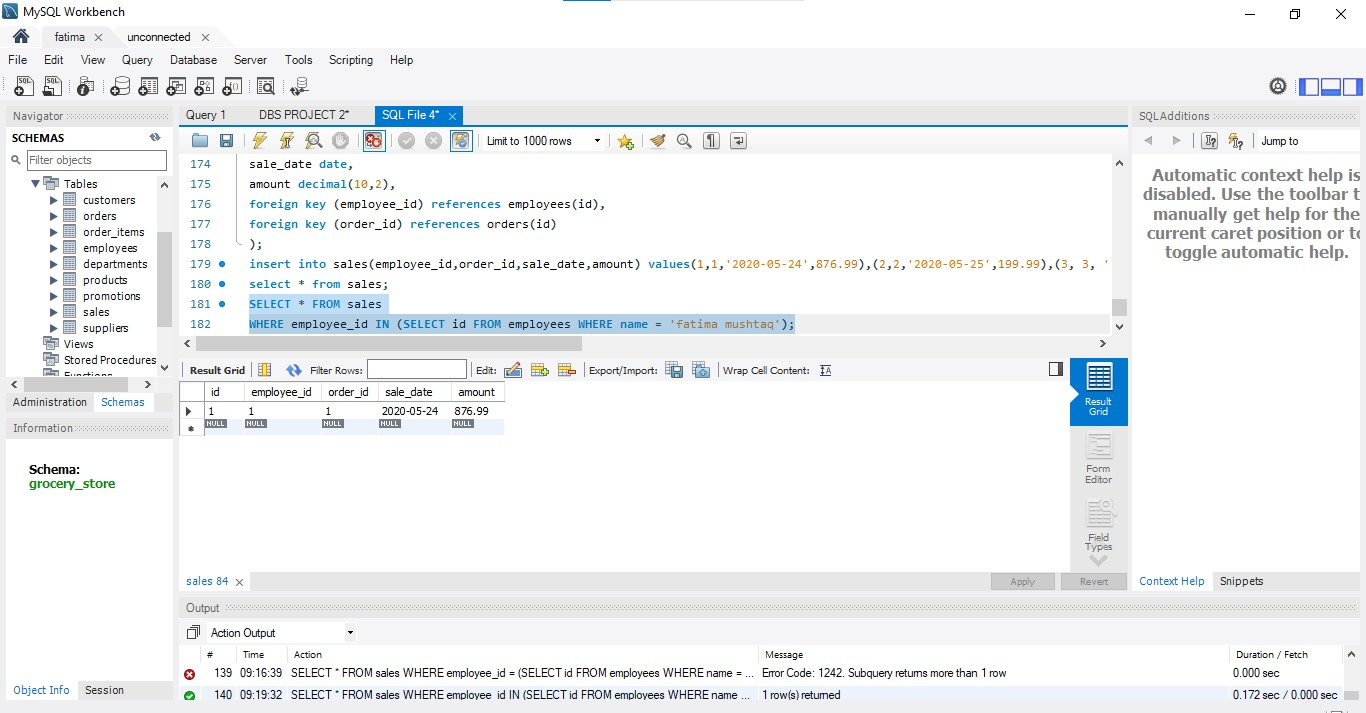 MySQL Workbench
fatima
unconnected
File Edit View Query Database Server Tools Scripting Help
Navigator
SCHEMAS
Filter objects
Tables
customers
orders
order_items
employees
departments
products
promotions
sales
suppliers
Views
Stored Procedures
Administration Schemas
Information
Schema:
grocery_store
Object Info Session
Query 1 DBS PROJECT 2* SQL File 4*
Limit to 1000 rows
174 sale_date date,
175 amount decimal(10,2),
176 foreign key (employee_id) references employees(id),
177 foreign key (order_id) references orders(id)
178 );
179 insert into sales(employee_id,order_id,sale_date,amount) values(1,1,'2020-05-24',876.99),(2,2,'2020-05-25',199.99),(3, 3, '
180 select * from sales;
181 SELECT * FROM sales
182 WHERE employee_id IN (SELECT id FROM employees WHERE name = 'fatima mushtaq');
Result Grid Filter Rows: Edit: Export/Import: Wrap Cell Content:
id employee_id order_id sale_date amount
1 1 1 2020-05-24 876.99
NULL NULL NULL NULL NULL
Result
Grid
Form
Editor
Field
Types
sales 84
Apply Revert
SQLAdditions
Jump to
Automatic context help is
disabled. Use the toolbar t
manually get help for the
current caret position or to
toggle automatic help.
Context Help Snippets
Output
Action Output
# Time Action Message Duration / Fetch
139 09:16:39 SELECT * FROM sales WHERE employee_id = (SELECT id FROM employees WHERE name = ... Error Code: 1242. Subquery returns more than 1 row 0.000 sec
140 09:19:32 SELECT * FROM sales WHERE employee_id IN (SELECT id FROM employees WHERE name ... 1 row(s) returned 0.172 sec / 0.000 sec